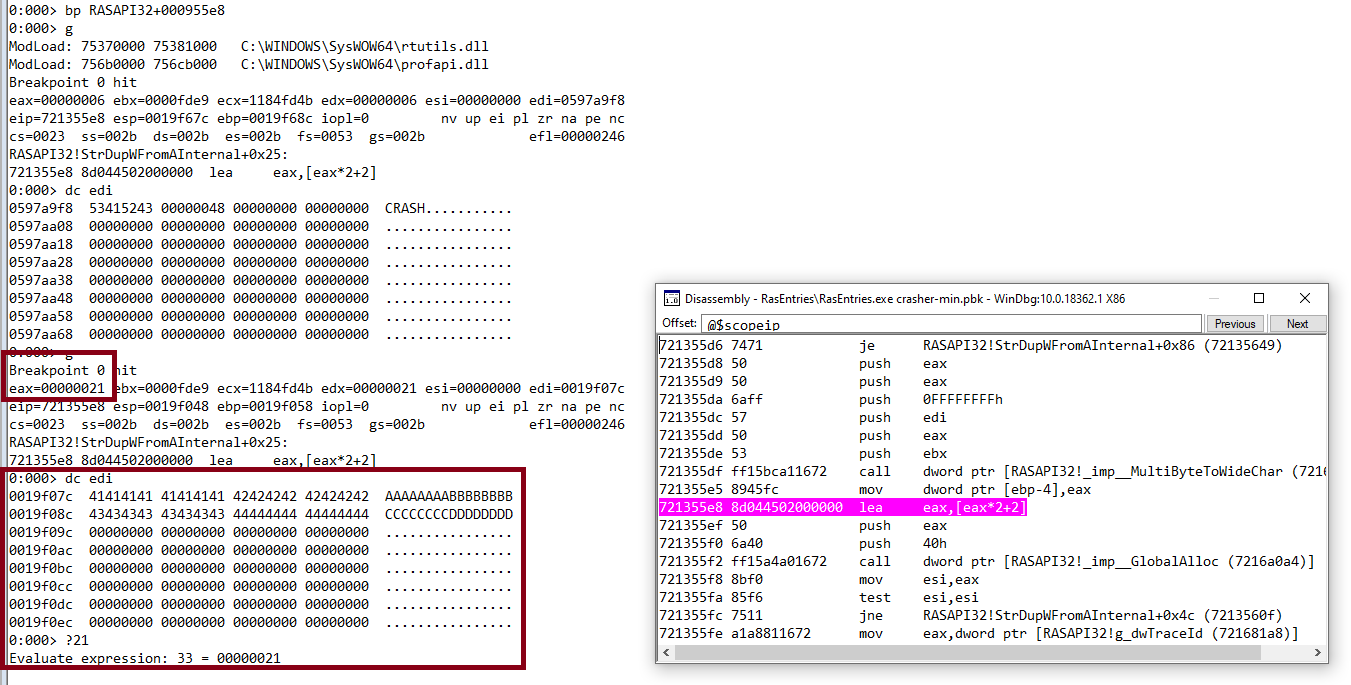 0:000> bp RASAPI32+000955e8
0:000> g
ModLoad: 75370000 75381000   C:\WINDOWS\SysWOW64\rtutils.dll
ModLoad: 756b0000 756cb000   C:\WINDOWS\SysWOW64\profapi.dll
Breakpoint 0 hit
eax=00000006 ebx=0000fde9 ecx=1184fd4b edx=00000006 esi=00000000 edi=0597a9f8
eip=721355e8 esp=0019f67c ebp=0019f68c iopl=0         nv up ei pl zr na pe nc
cs=0023  ss=002b  ds=002b  es=002b  fs=0053  gs=002b             efl=00000246
RASAPI32!StrDupWFromAInternal+0x25:
721355e8 8d044502000000  lea     eax,[eax*2+2]
0:000> dc edi
0597a9f8  53415243 00000048 00000000 00000000  CRASH...........
0597aa08  00000000 00000000 00000000 00000000  ................
0597aa18  00000000 00000000 00000000 00000000  ................
0597aa28  00000000 00000000 00000000 00000000  ................
0597aa38  00000000 00000000 00000000 00000000  ................
0597aa48  00000000 00000000 00000000 00000000  ................
0597aa58  00000000 00000000 00000000 00000000  ................
0597aa68  00000000 00000000 00000000 00000000  ................
0:000> g
Breakpoint 0 hit
eax=00000021 ebx=0000fde9 ecx=1184fd4b edx=00000021 esi=00000000 edi=0019f07c
eip=721355e8 esp=0019f048 ebp=0019f058 iopl=0         nv up ei pl zr na pe nc
cs=0023  ss=002b  ds=002b  es=002b  fs=0053  gs=002b             efl=00000246
RASAPI32!StrDupWFromAInternal+0x25:
721355e8 8d044502000000  lea     eax,[eax*2+2]
0:000> dc edi
0019f07c  41414141 41414141 42424242 42424242  AAAAAAAABBBBBBBB
0019f08c  43434343 43434343 44444444 44444444  CCCCCCCCDDDDDDDD
0019f09c  00000000 00000000 00000000 00000000  ................
0019f0ac  00000000 00000000 00000000 00000000  ................
0019f0bc  00000000 00000000 00000000 00000000  ................
0019f0cc  00000000 00000000 00000000 00000000  ................
0019f0dc  00000000 00000000 00000000 00000000  ................
0019f0ec  00000000 00000000 00000000 00000000  ................
0:000> ?21
Evaluate expression: 33 = 00000021
Disassembly - RasEntries\RasEntries.exe crasher-min.pbk - WinDbg:10.0.18362.1 X86
Offset: @$scopeip Previous Next
721355d6 7471            je      RASAPI32!StrDupWFromAInternal+0x86 (72135649)
721355d8 50              push    eax
721355d9 50              push    eax
721355da 6aff            push    0FFFFFFFFh
721355dc 57              push    edi
721355dd 50              push    eax
721355de 53              push    ebx
721355df ff15bca11672    call    dword ptr [RASAPI32!_imp__MultiByteToWideChar (7216
721355e5 8945fc          mov     dword ptr [ebp-4],eax
721355e8 8d044502000000  lea     eax,[eax*2+2]
721355ef 50              push    eax
721355f0 6a40            push    40h
721355f2 ff15a4a01672    call    dword ptr [RASAPI32!_imp__GlobalAlloc (7216a0a4)]
721355f8 8bf0            mov     esi,eax
721355fa 85f6            test    esi,esi
721355fc 7511            jne     RASAPI32!StrDupWFromAInternal+0x4c (7213560f)
721355fe a1a8811672      mov     eax,dword ptr [RASAPI32!g_dwTraceId (721681a8)]